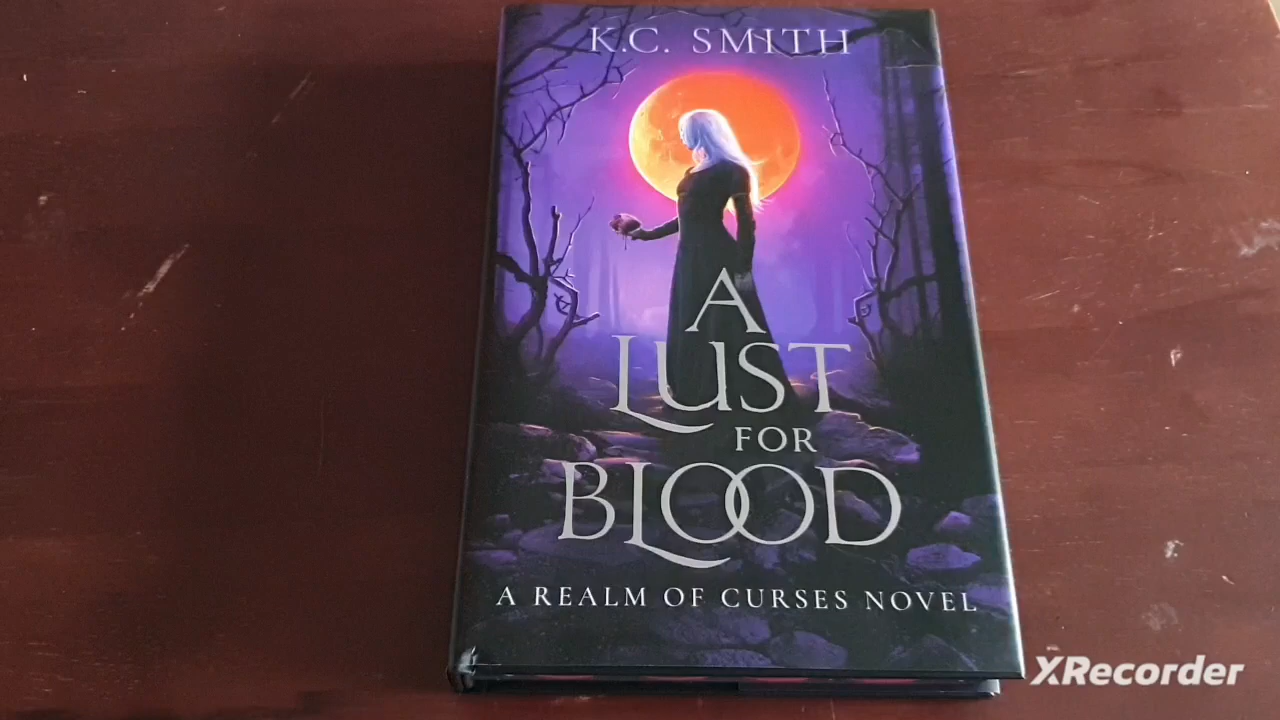 K.C. SMITH
A
LUST
FOR
BLOOD
A REALM OF CURSES NOVEL
XRecorder